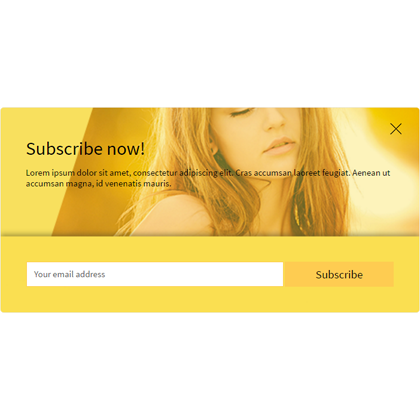 Subscribe now!
Lorem ipsum dolor sit amet, consectetur adipiscing elit. Cras accumsan laoreet feugiat. Aenean ut
accumsan magna, id venenatis mauris.
Your email address
Subscribe